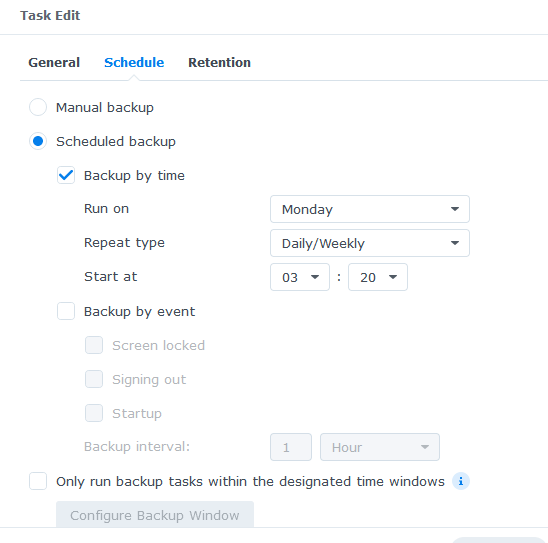 Task Edit
General Schedule Retention
Manual backup
Scheduled backup
Backup by time
Run on Monday
Repeat type Daily/Weekly
Start at 03 : 20
Backup by event
Screen locked
Signing out
Startup
Backup interval: 1 Hour
Only run backup tasks within the designated time windows i
Configure Backup Window